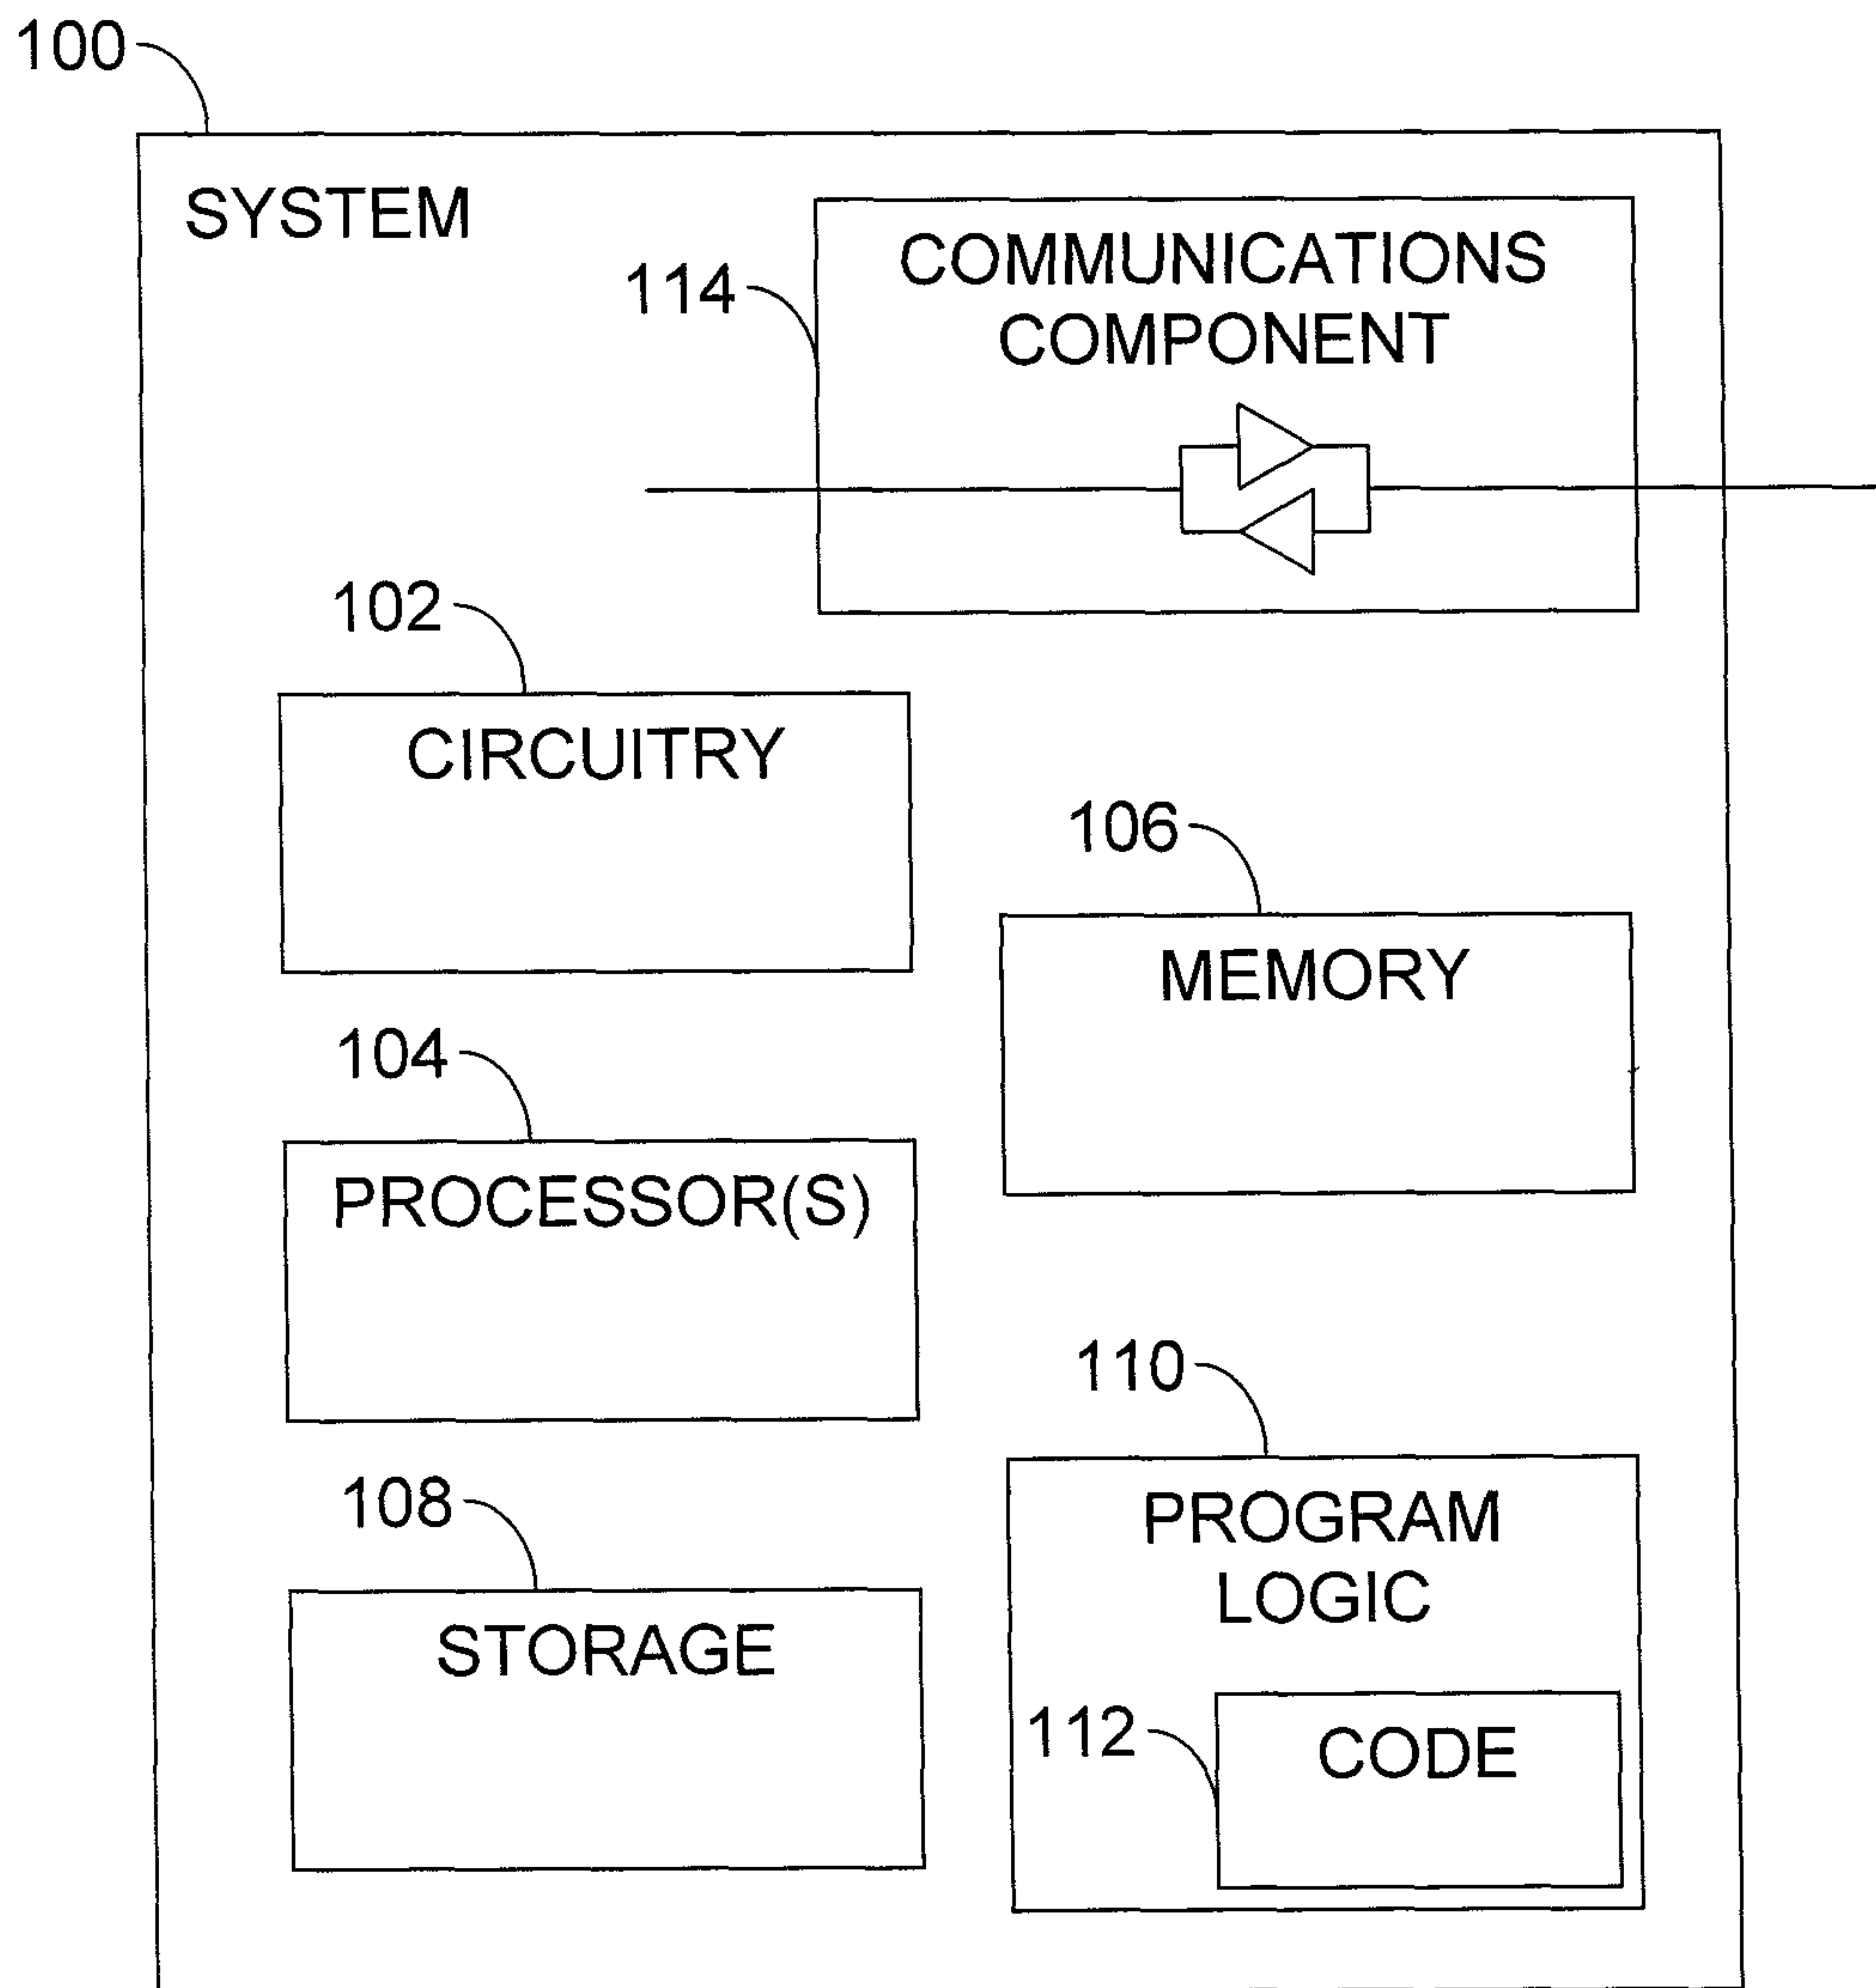 100
SYSTEM
114
COMMUNICATIONS
COMPONENT
102
CIRCUITRY
106
MEMORY
104
PROCESSOR(S)
110
PROGRAM
LOGIC
108
STORAGE
112
CODE